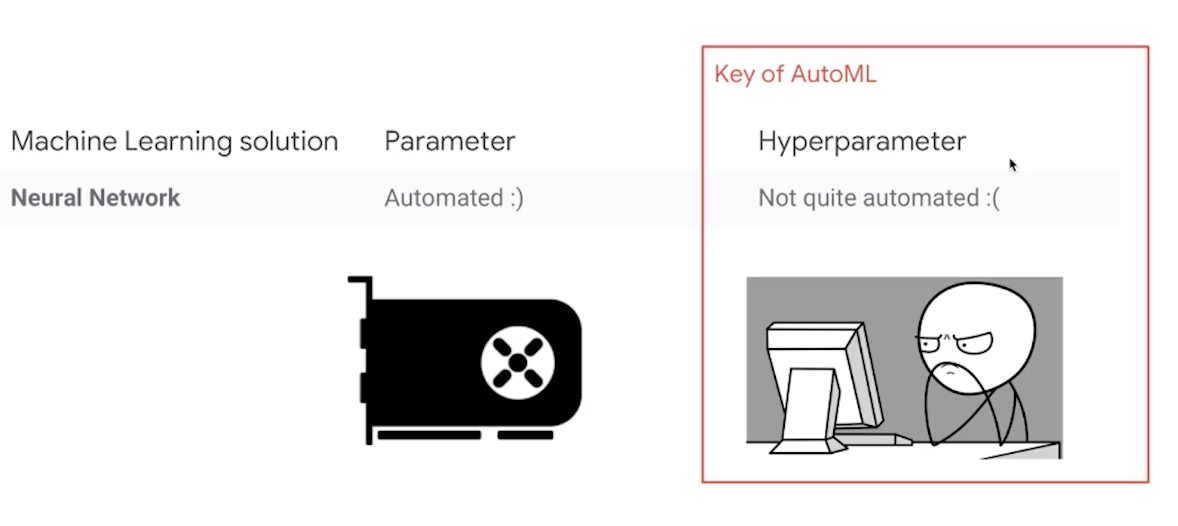 Key of AutoML
Machine Learning solution Parameter Hyperparameter
Neural Network Automated :) Not quite automated :(